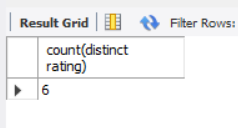 Result Grid Filter Rows:
count(distinct
rating)
6